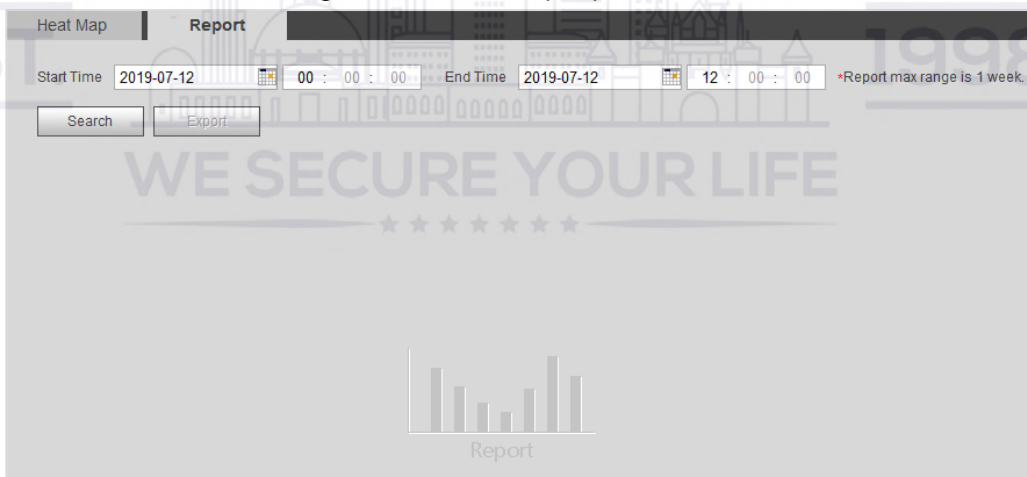 Heat Map Report
1998
Start Time 2019-07-12 00 : 00 : 00 End Time 2019-07-12 12 : 00 : 00 *Report max range is 1 week.
Search Export
WE SECURE YOUR LIFE
Report